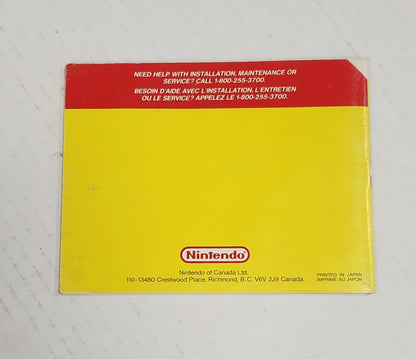 NEED HELP WITH INSTALLATION, MAINTENANCE OR
SERVICE? CALL 1-800-255-3700.
BESOIN D'AIDE AVEC L'INSTALLATION, L'ENTRETIEN
OU LE SERVICE? APPELEZ LE 1-800-255-3700.
Nintendo
Nintendo of Canada Ltd.
110-13480 Crestwood Place, Richmond, B.C. V6V 2J9 Canada.
PRINTED IN JAPAN
IMPRIMÉ AU JAPON